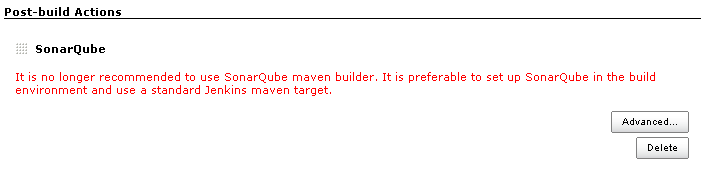 Post-build Actions
SonarQube
It is no longer recommended to use SonarQube maven builder. It is preferable to set up SonarQube in the build
environment and use a standard Jenkins maven target.
Advanced...
Delete